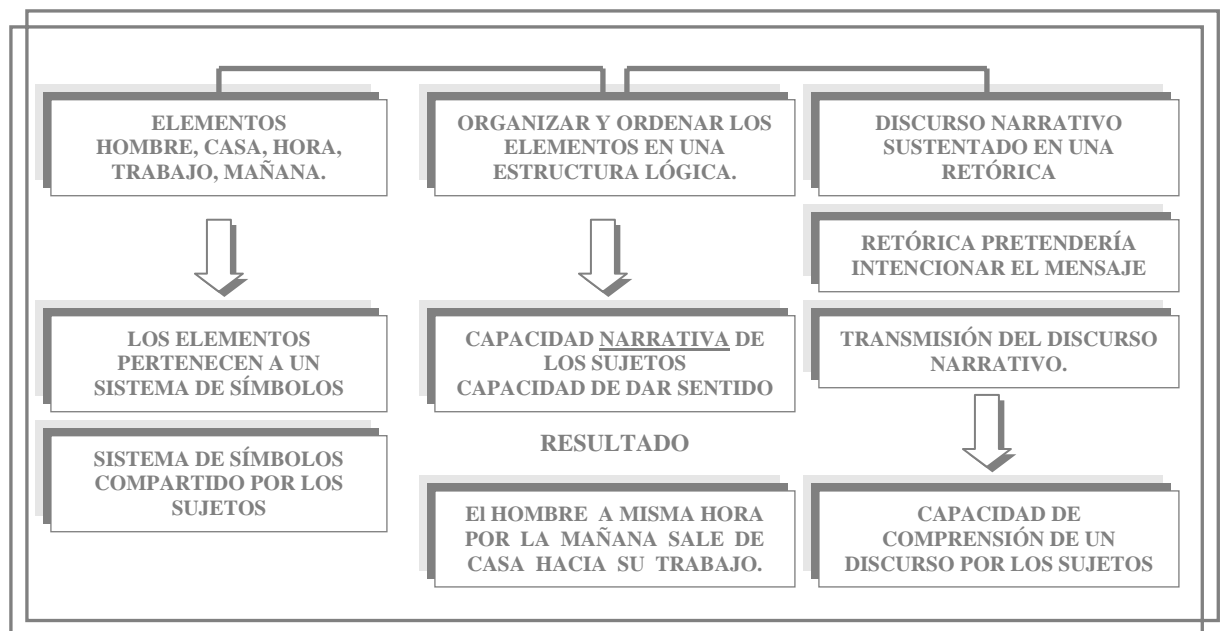 ELEMENTOS
HOMBRE, CASA, HORA,
TRABAJO, MAÑANA.
LOS ELEMENTOS
PERTENECEN A UN
SISTEMA DE SÍMBOLOS
SISTEMA DE SÍMBOLOS
COMPARTIDO POR LOS
SUJETOS
ORGANIZAR Y ORDENAR LOS
ELEMENTOS EN UNA
ESTRUCTURA LÓGICA.
CAPACIDAD NARRATIVA DE
LOS SUJETOS
CAPACIDAD DE DAR SENTIDO
RESULTADO
El HOMBRE A MISMA HORA
POR LA MAÑANA SALE DE
CASA HACIA SU TRABAJO.
DISCURSO NARRATIVO
SUSTENTADO EN UNA
RETÓRICA
RETÓRICA PRETENDERÍA
INTENCIONAR EL MENSAJE
TRANSMISIÓN DEL DISCURSO
NARRATIVO.
CAPACIDAD DE
COMPRENSIÓN DE UN
DISCURSO POR LOS SUJETOS